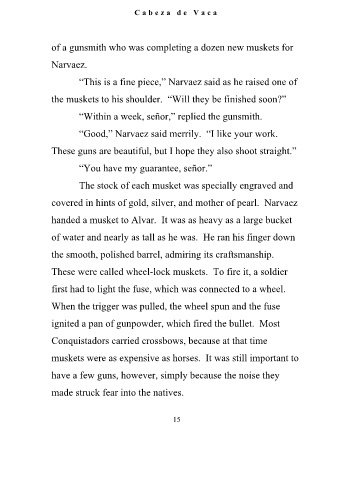 Cabeza de Vaca
of a gunsmith who was completing a dozen new muskets for
Narvaez.
“This is a fine piece,” Narvaez said as he raised one of
the muskets to his shoulder.  “Will they be finished soon?”
“Within a week, señor,” replied the gunsmith.
“Good,” Narvaez said merrily.  “I like your work.
These guns are beautiful, but I hope they also shoot straight.”
“You have my guarantee, señor.”
The stock of each musket was specially engraved and
covered in hints of gold, silver, and mother of pearl.  Narvaez
handed a musket to Alvar.  It was as heavy as a large bucket
of water and nearly as tall as he was.  He ran his finger down
the smooth, polished barrel, admiring its craftsmanship.
These were called wheel-lock muskets.  To fire it, a soldier
first had to light the fuse, which was connected to a wheel.
When the trigger was pulled, the wheel spun and the fuse
ignited a pan of gunpowder, which fired the bullet.  Most
Conquistadors carried crossbows, because at that time
muskets were as expensive as horses.  It was still important to
have a few guns, however, simply because the noise they
made struck fear into the natives.
15